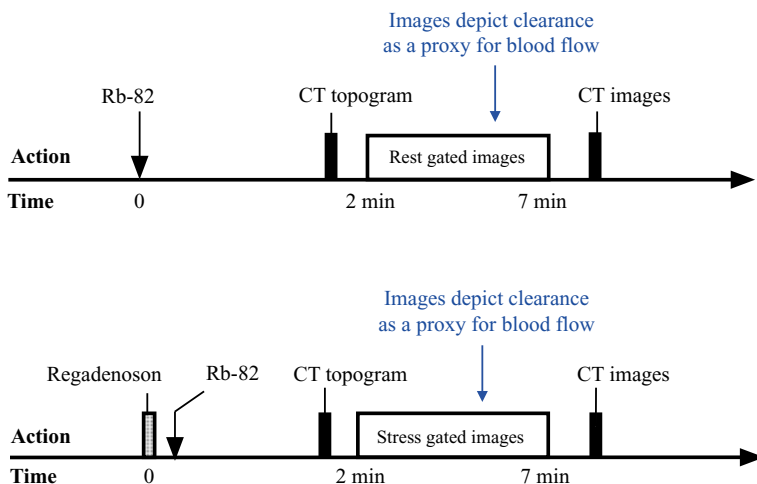 Images depict clearance
as a proxy for blood flow
Rb-82
CT topogram
CT images
Action
Rest gated images
Time
0
2 min
7 min
Images depict clearance
as a proxy for blood flow
Regadenoson
Rb-82
CT topogram
CT images
Action
Stress gated images
Time
0
2 min
7 min